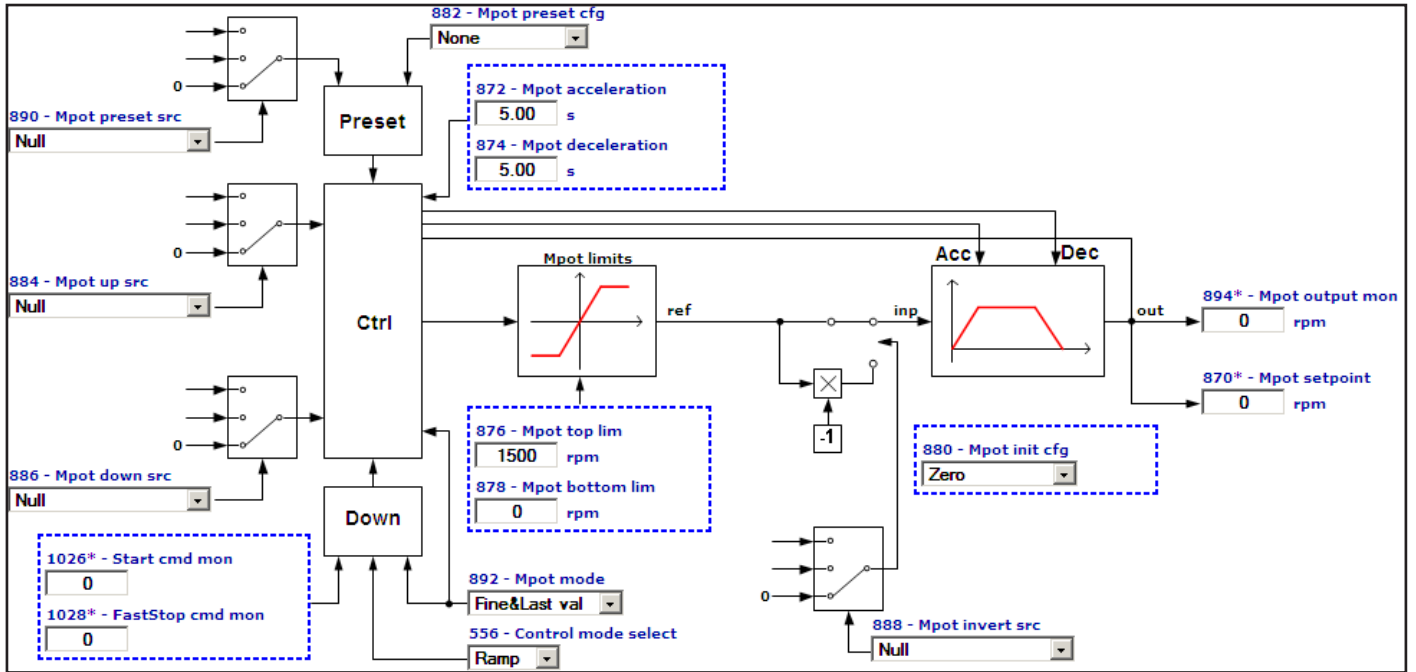 882 - Mpot preset cfg
None
0
890 - Mpot preset src
Null
Preset
872 - Mpot acceleration
5.00 s
874 - Mpot deceleration
5.00 s
0
884 - Mpot up src
Null
Ctrl
Mpot limits
ref
inp
Acc
Dec
out
894* - Mpot output mon
0 rpm
870* - Mpot setpoint
0 rpm
-1
0
886 - Mpot down src
Null
876 - Mpot top lim
1500 rpm
878 - Mpot bottom lim
0 rpm
880 - Mpot init cfg
Zero
Down
1026* - Start cmd mon
0
1028* - FastStop cmd mon
0
892 - Mpot mode
Fine&Last val
556 - Control mode select
Ramp
0
888 - Mpot invert src
Null